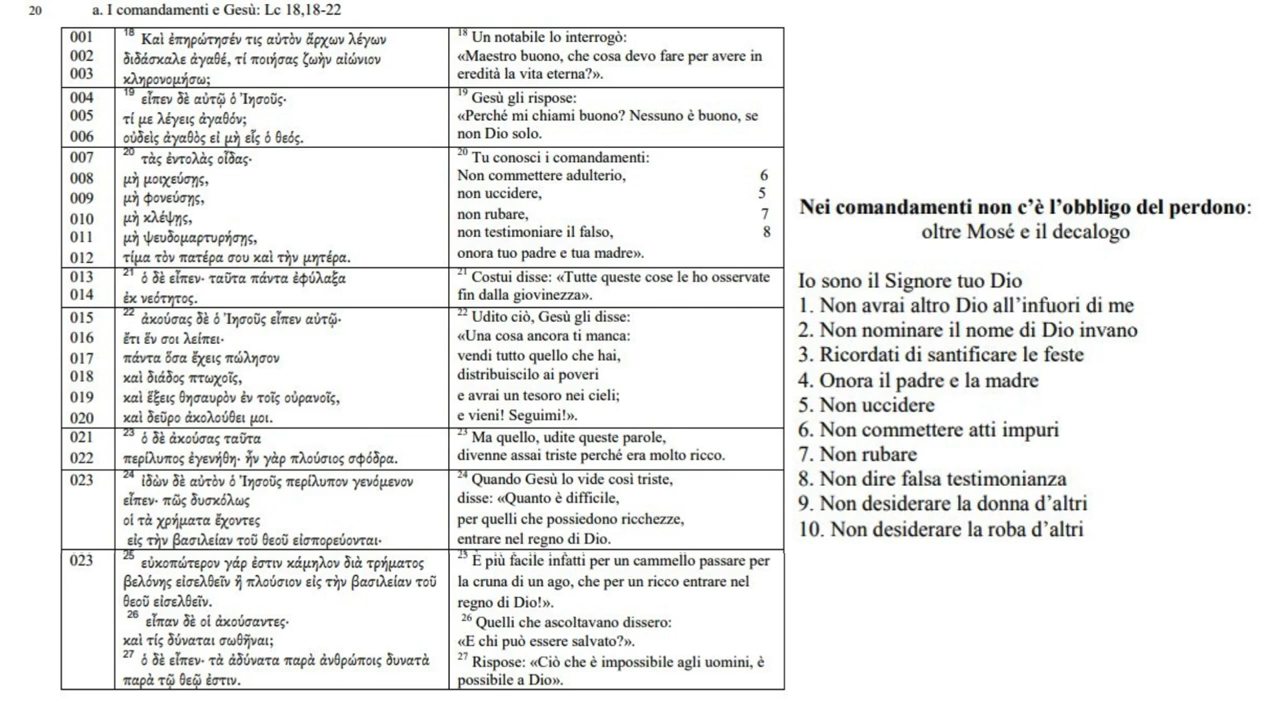 20 a. I comandamenti e Gesù: Lc 18,18-22
001 18 Καὶ ἐπηρώτησέν τις αὐτὸν ἄρχων λέγων
002 διδάσκαλε ἀγαθέ, τί ποιήσας ζωὴν αἰώνιον
003 κληρονομήσω;
18 Un notabile lo interrogò:
«Maestro buono, che cosa devo fare per avere in
eredità la vita eterna?».
004 19 εἶπεν δὲ αὐτῷ ὁ Ἰησοῦς·
005 τί με λέγεις ἀγαθόν;
006 οὐδεὶς ἀγαθὸς εἰ μὴ εἷς ὁ θεός.
19 Gesù gli rispose:
«Perché mi chiami buono? Nessuno è buono, se
non Dio solo.
007 20 τὰς ἐντολὰς οἶδας·
008 μὴ μοιχεύσῃς,
009 μὴ φονεύσῃς,
010 μὴ κλέψῃς,
011 μὴ ψευδομαρτυρήσῃς,
012 τίμα τὸν πατέρα σου καὶ τὴν μητέρα.
20 Tu conosci i comandamenti:
Non commettere adulterio, 6
non uccidere, 5
non rubare, 7
non testimoniare il falso, 8
onora tuo padre e tua madre».
013 21 ὁ δὲ εἶπεν· ταῦτα πάντα ἐφύλαξα
014 ἐκ νεότητος.
21 Costui disse: «Tutte queste cose le ho osservate
fin dalla giovinezza».
015 22 ἀκούσας δὲ ὁ Ἰησοῦς εἶπεν αὐτῷ·
016 ἔτι ἕν σοι λείπει·
017 πάντα ὅσα ἔχεις πώλησον
018 καὶ διάδος πτωχοῖς,
019 καὶ ἕξεις θησαυρὸν ἐν τοῖς οὐρανοῖς,
020 καὶ δεῦρο ἀκολούθει μοι.
22 Udito ciò, Gesù gli disse:
«Una cosa ancora ti manca:
vendi tutto quello che hai,
distribuiscilo ai poveri
e avrai un tesoro nei cieli;
e vieni! Seguimi!».
021 23 ὁ δὲ ἀκούσας ταῦτα
022 περίλυπος ἐγενήθη· ἦν γὰρ πλούσιος σφόδρα.
23 Ma quello, udite queste parole,
divenne assai triste perché era molto ricco.
023 24 ἰδὼν δὲ αὐτὸν ὁ Ἰησοῦς περίλυπον γενόμενον
εἶπεν· πῶς δυσκόλως
οἱ τὰ χρήματα ἔχοντες
εἰς τὴν βασιλείαν τοῦ θεοῦ εἰσπορεύονται·
24 Quando Gesù lo vide così triste,
disse: «Quanto è difficile,
per quelli che possiedono ricchezze,
entrare nel regno di Dio.
023 25 εὐκοπώτερον γάρ ἐστιν κάμηλον διὰ τρήματος
βελόνης εἰσελθεῖν ἢ πλούσιον εἰς τὴν βασιλείαν τοῦ
θεοῦ εἰσελθεῖν.
26 εἶπαν δὲ οἱ ἀκούσαντες·
καὶ τίς δύναται σωθῆναι;
27 ὁ δὲ εἶπεν· τὰ ἀδύνατα παρὰ ἀνθρώποις δυνατὰ
παρὰ τῷ θεῷ ἐστιν.
25 È più facile infatti per un cammello passare per
la cruna di un ago, che per un ricco entrare nel
regno di Dio!».
26 Quelli che ascoltavano dissero:
«E chi può essere salvato?».
27 Rispose: «Ciò che è impossibile agli uomini, è
possibile a Dio».
Nei comandamenti non c’è l’obbligo del perdono:
oltre Mosé e il decalogo
Io sono il Signore tuo Dio
1. Non avrai altro Dio all’infuori di me
2. Non nominare il nome di Dio invano
3. Ricordati di santificare le feste
4. Onora il padre e la madre
5. Non uccidere
6. Non commettere atti impuri
7. Non rubare
8. Non dire falsa testimonianza
9. Non desiderare la donna d’altri
10. Non desiderare la roba d’altri